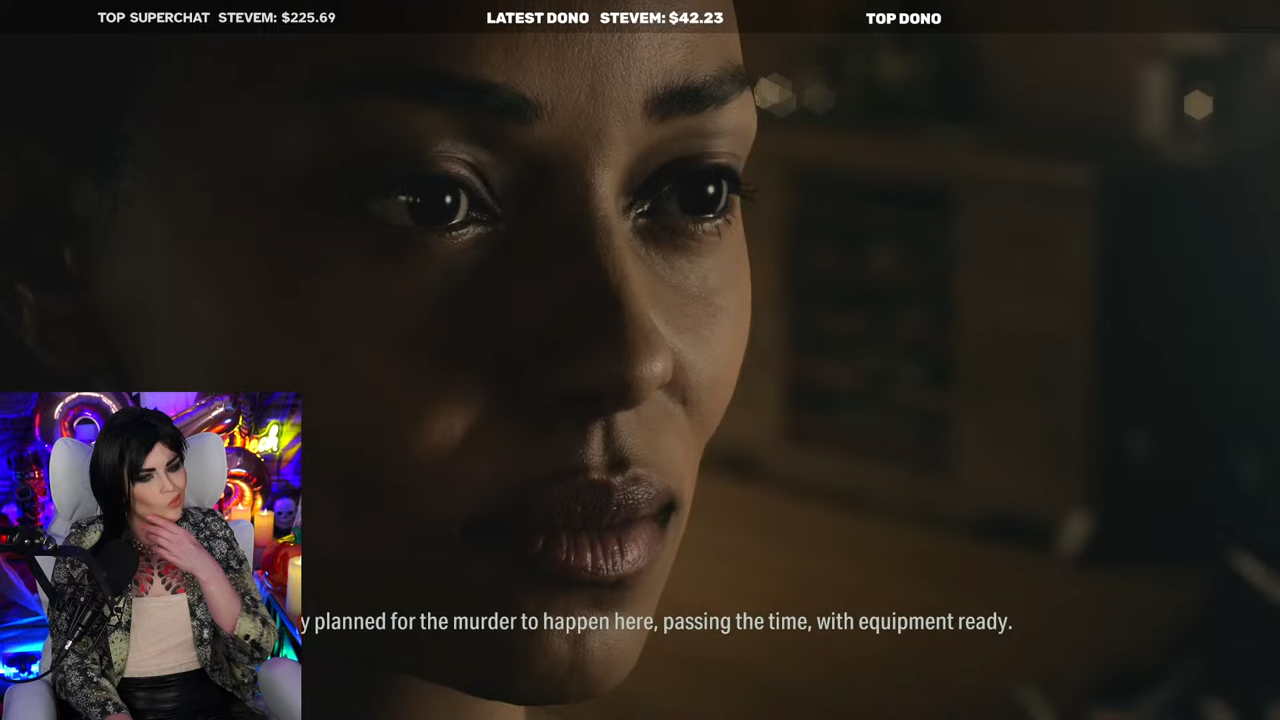 TOP SUPERCHAT STEVEM: $225.69
LATEST DONO STEVEM: $42.23
TOP DONO
y planned for the murder to happen here, passing the time, with equipment ready.